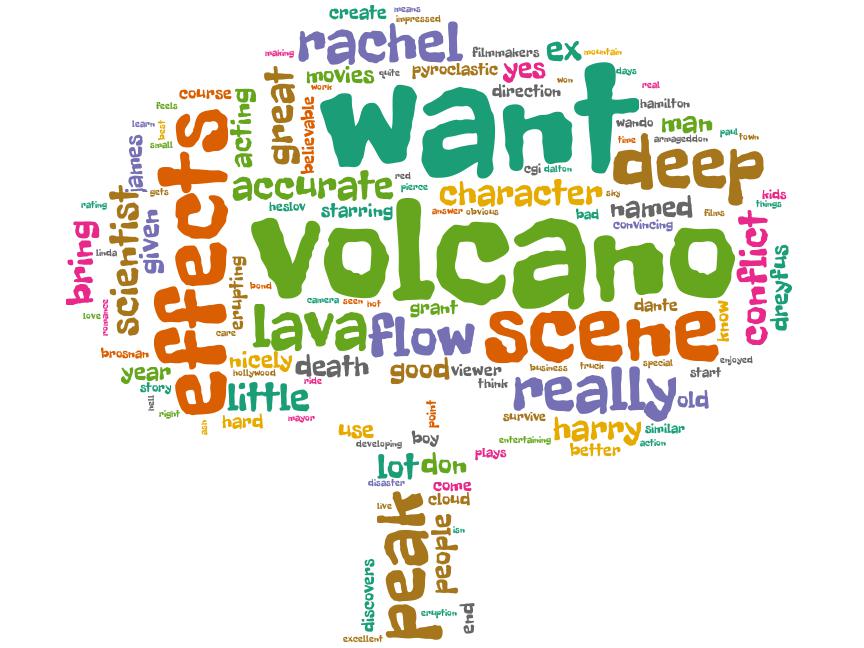 create means
impressed
making rachel filmmakers ex mountain
movies quite pyroclastic yes days
course great work want direction won real
feels effects acting believable hamilton
learn best wando man paul town
small james time armageddon
cgi dalton deep
gets accurate red pierce character sky kids
rating scientist heslov starring answer obvious bad named films things
bring given volcano convincing conflict
linda dreyfus
erupting bond
camera seen hot grant dante
love romance care lava flow scene know
brosnan nicely death good viewer business truck special enjoyed
year hollywood start
story ride think really old
hell little
right ash hard mayor survive harry similar
use point
developing boy entertaining action
plays better
lot don
disaster come
live peak cloud
people isn
discovers eruption end
excellent